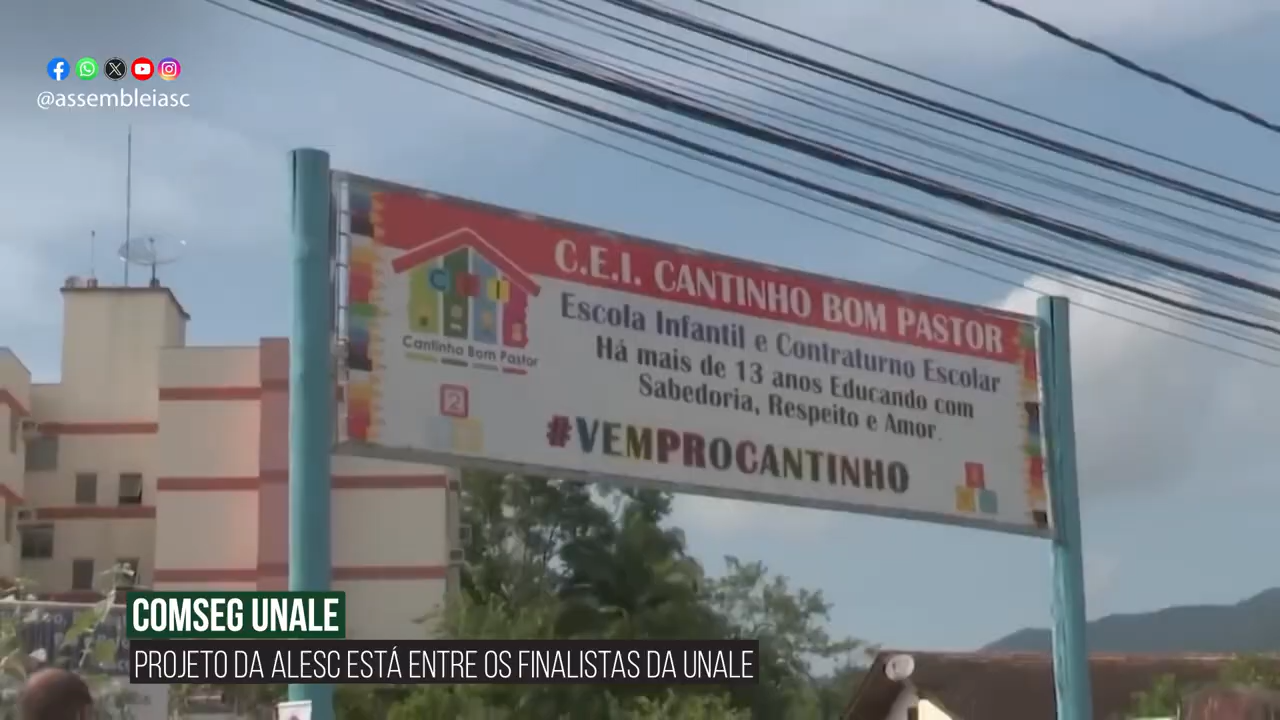 @assembleiasc
C.E.I. CANTINHO BOM PASTOR
Escola Infantil e Contraturno Escolar
Há mais de 13 anos Educando com
Sabedoria, Respeito e Amor.
#VEMPROCANTINHO
C E I
Cantinho Bom Pastor
2
COMSEG UNALE
PROJETO DA ALESC ESTÁ ENTRE OS FINALISTAS DA UNALE